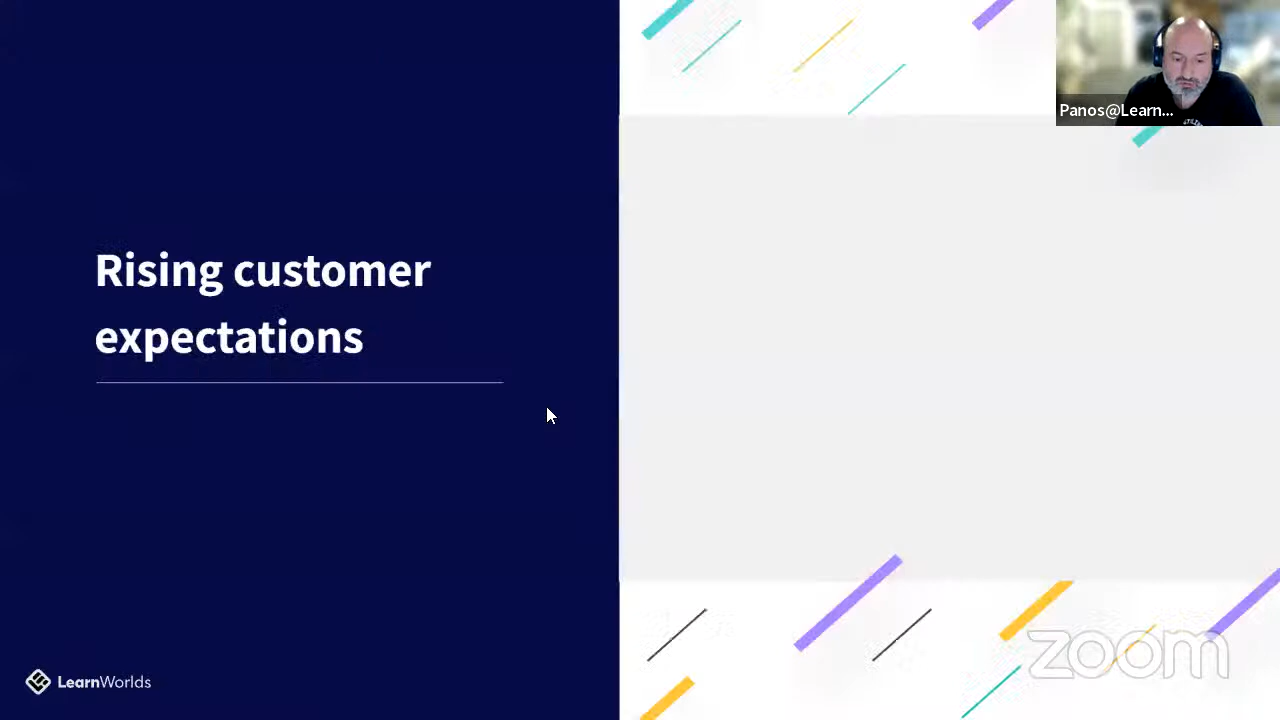 Panos@Learn...
Rising customer
expectations
LearnWorlds
zoom